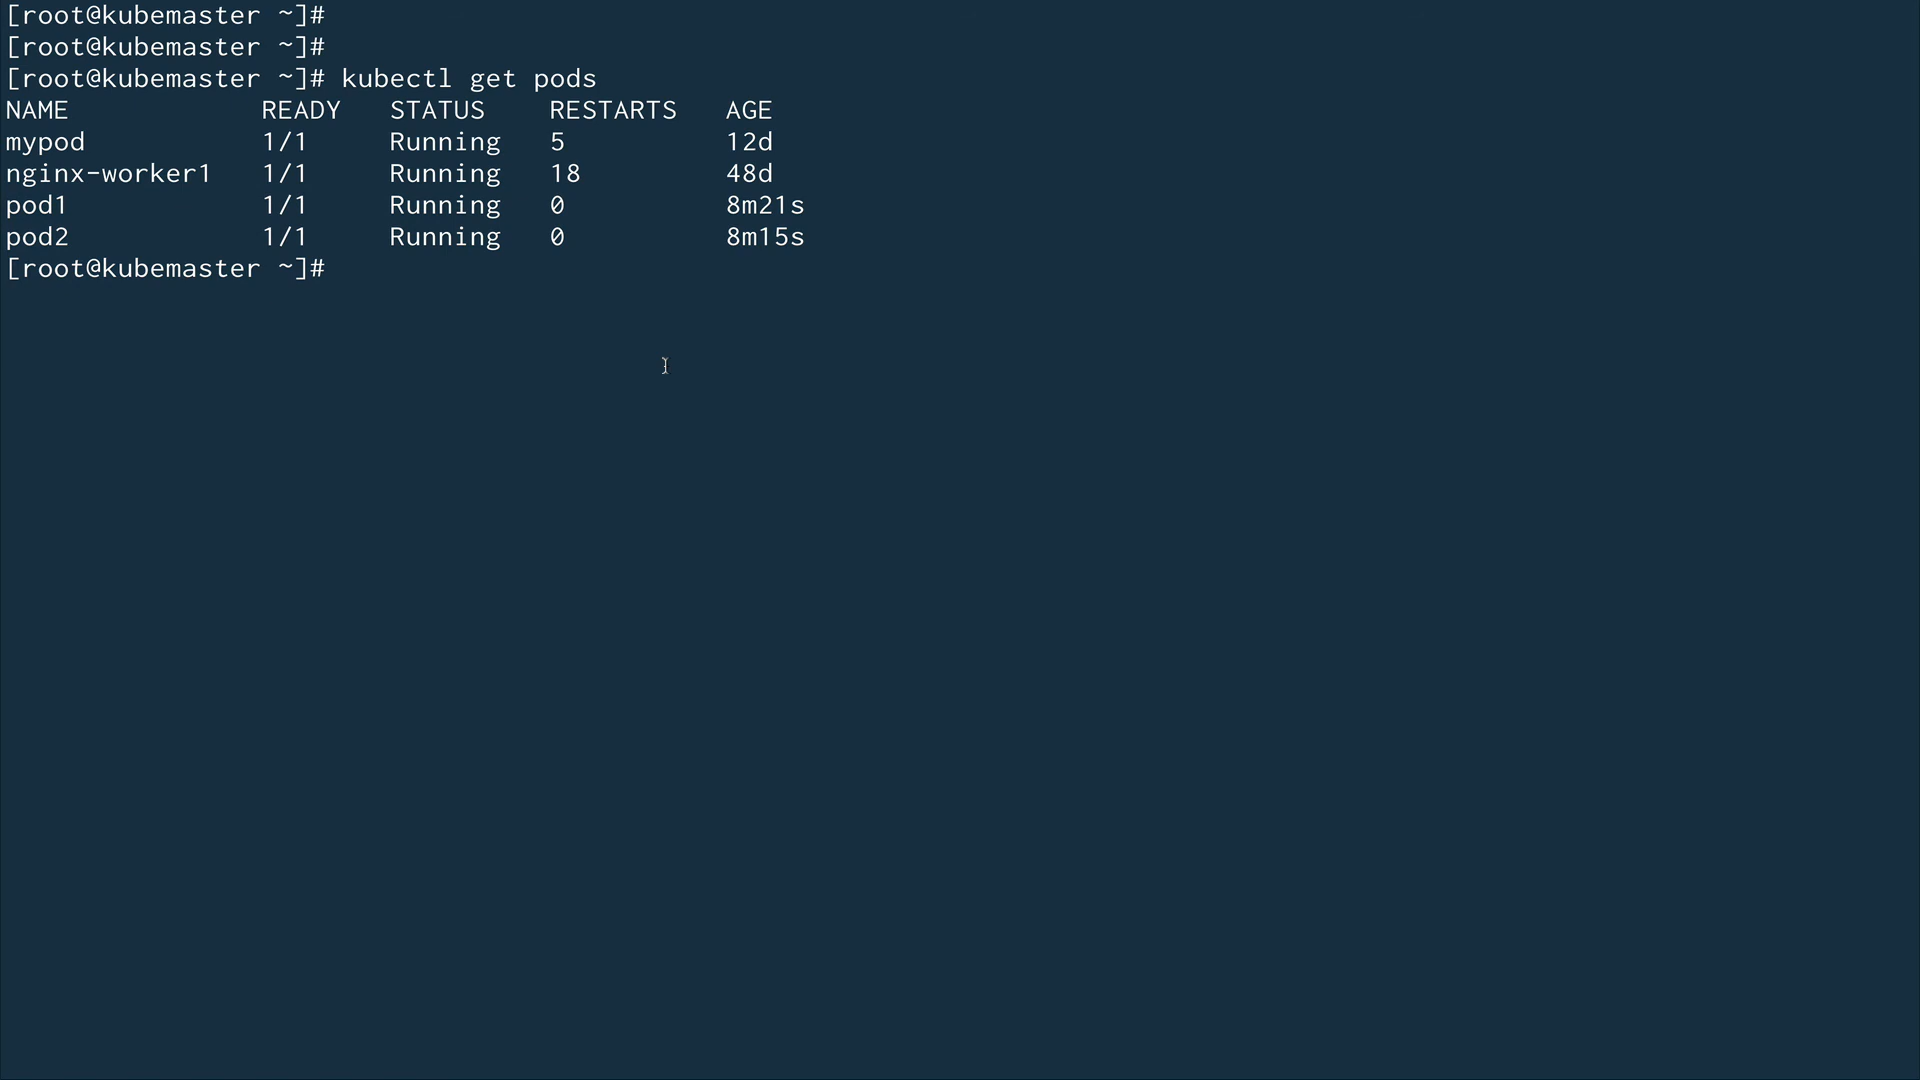 [root@kubemaster ~]#
[root@kubemaster ~]#
[root@kubemaster ~]# kubectl get pods
NAME            READY   STATUS    RESTARTS   AGE
mypod           1/1     Running   5          12d
nginx-worker1   1/1     Running   18         48d
pod1            1/1     Running   0          8m21s
pod2            1/1     Running   0          8m15s
[root@kubemaster ~]#